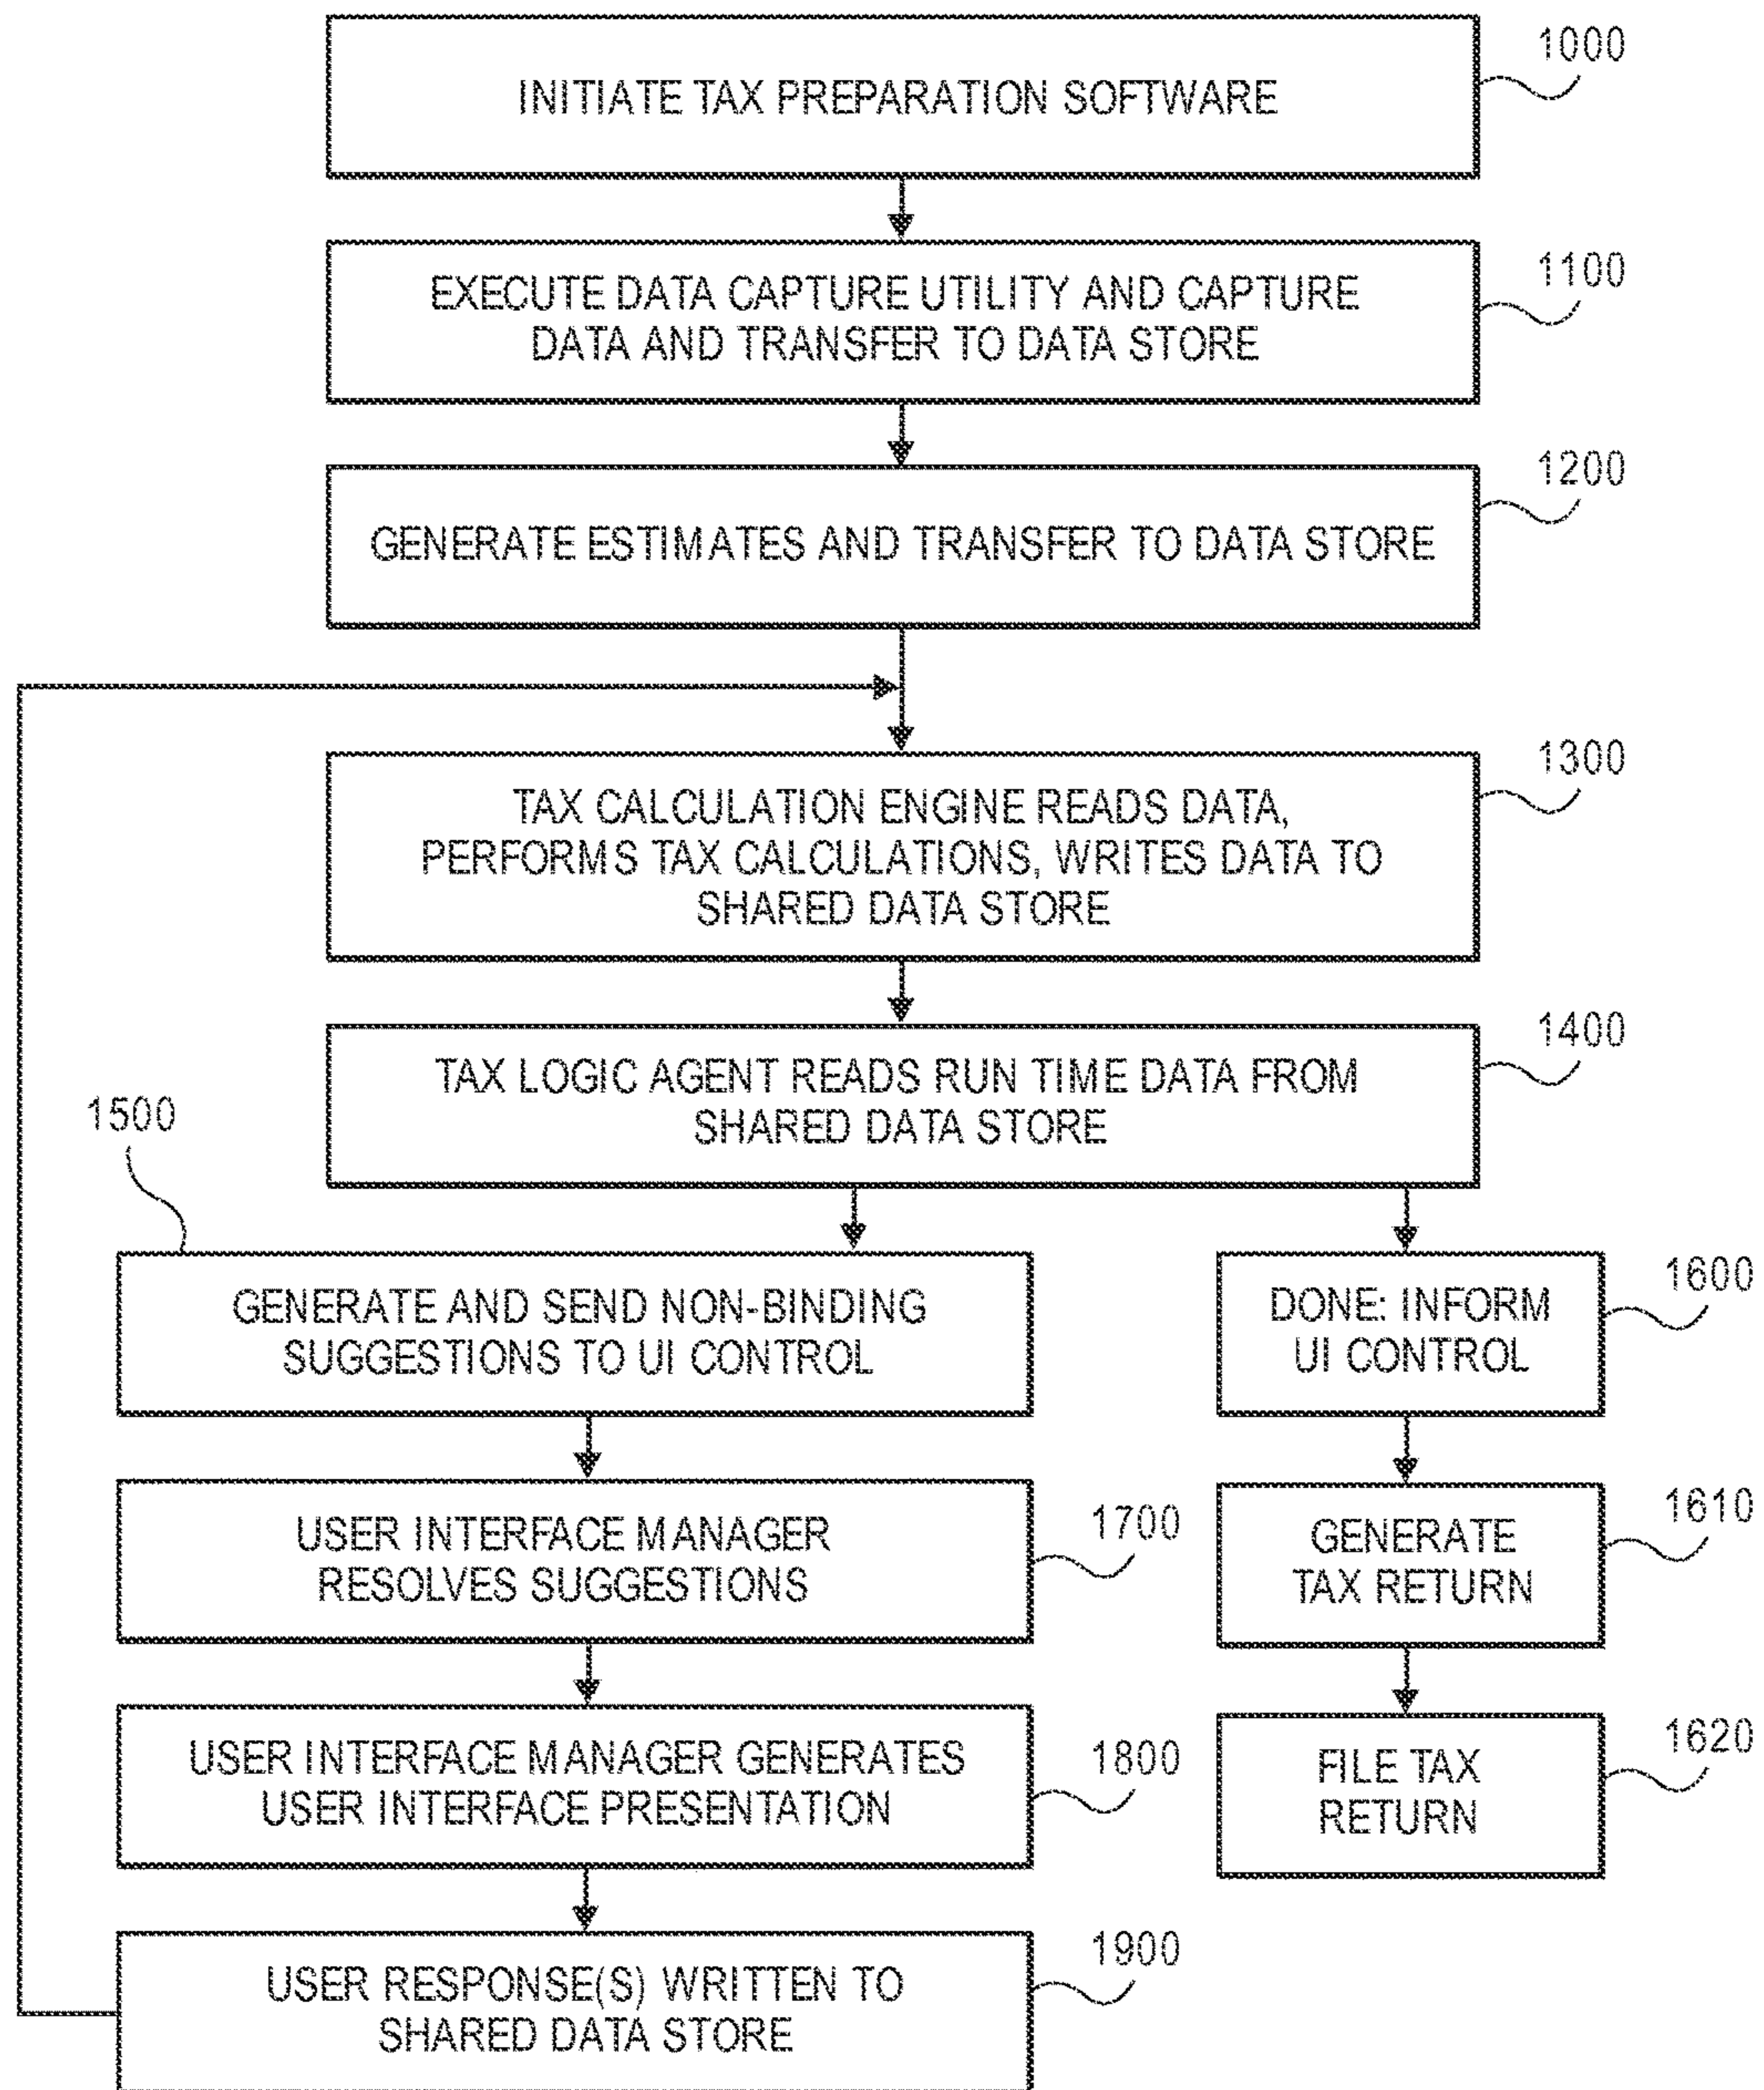 INITIATE TAX PREPARATION SOFTWARE
1000
EXECUTE DATA CAPTURE UTILITY AND CAPTURE
DATA AND TRANSFER TO DATA STORE
1100
GENERATE ESTIMATES AND TRANSFER TO DATA STORE
1200
TAX CALCULATION ENGINE READS DATA,
PERFORMS TAX CALCULATIONS, WRITES DATA TO
SHARED DATA STORE
1300
TAX LOGIC AGENT READS RUN TIME DATA FROM
SHARED DATA STORE
1400
1500
GENERATE AND SEND NON-BINDING
SUGGESTIONS TO UI CONTROL
DONE: INFORM
UI CONTROL
1600
USER INTERFACE MANAGER
RESOLVES SUGGESTIONS
1700
GENERATE
TAX RETURN
1610
USER INTERFACE MANAGER GENERATES
USER INTERFACE PRESENTATION
1800
FILE TAX
RETURN
1620
USER RESPONSE(S) WRITTEN TO
SHARED DATA STORE
1900